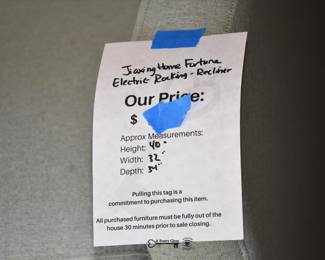 Jiaxing Home Fortune
Electric Rocking - Recliner
Our Price:
$
Approx Measurements:
Height: 40"
Width: 32"
Depth: 34"
Pulling this tag is a
commitment to purchasing this item.
All purchased furniture must be fully out of the
house 30 minutes prior to sale closing.